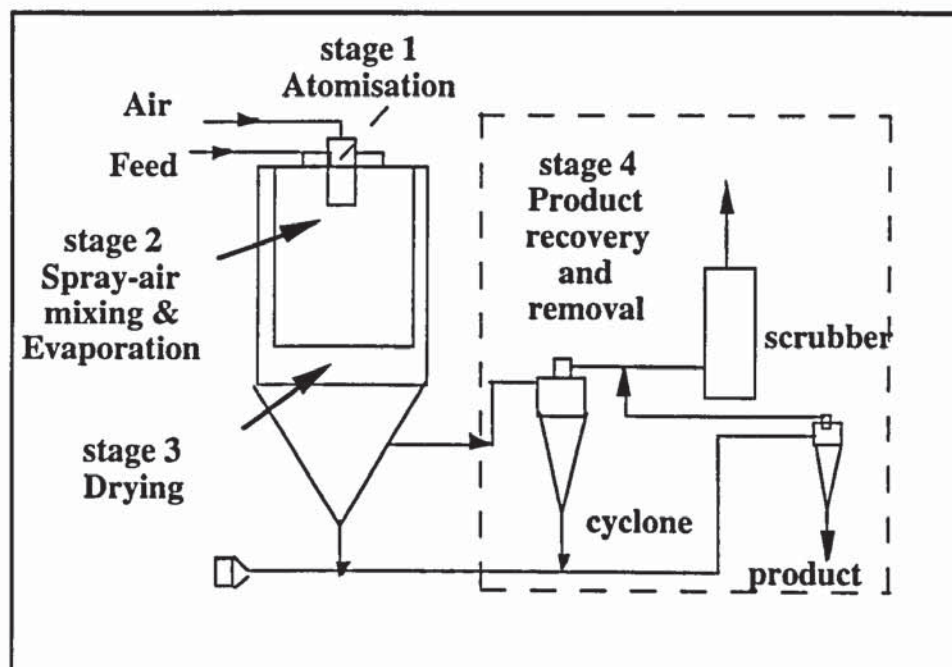 stage 1
Atomisation
Air
Feed
stage 2
Spray-air
mixing &
Evaporation
stage 3
Drying
stage 4
Product
recovery
and
removal
scrubber
cyclone
product